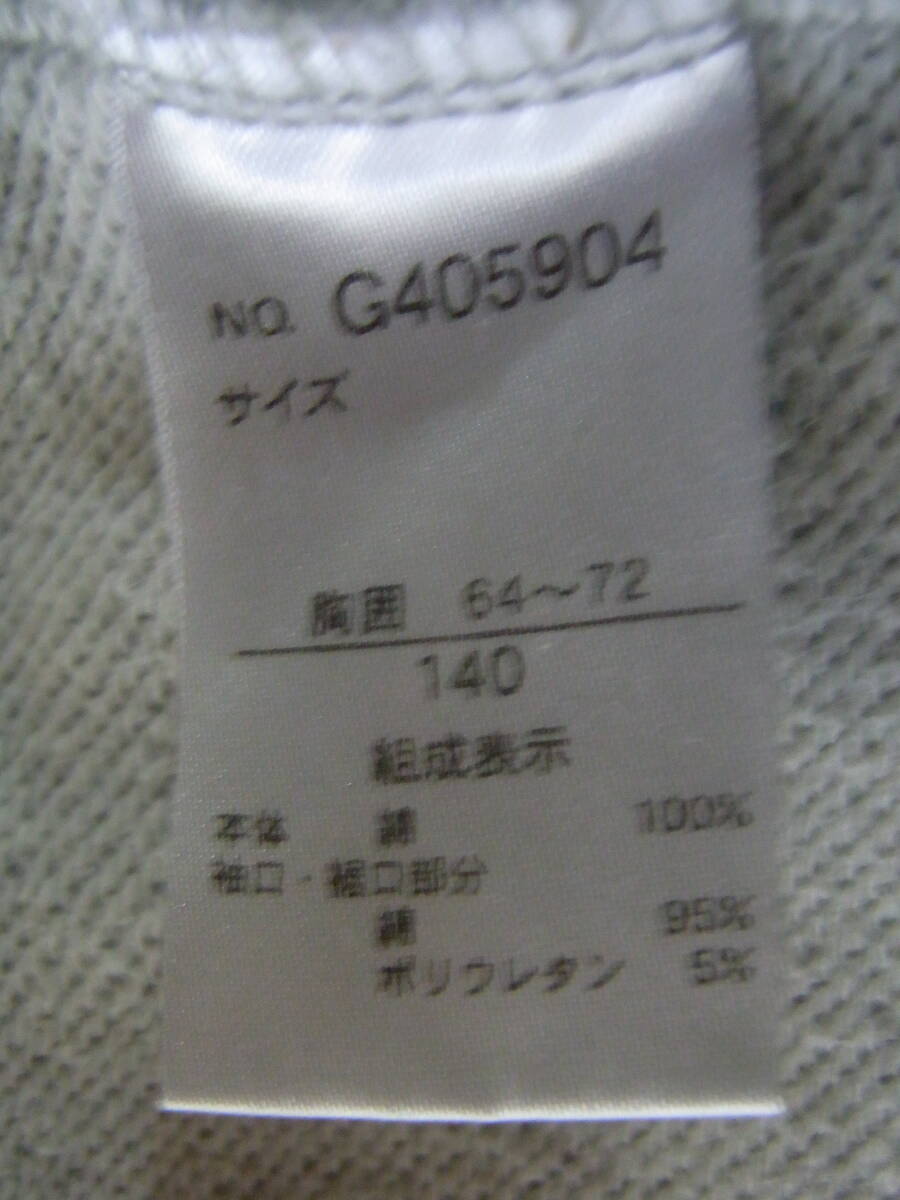 NO. G405904
サイズ
胸囲 64～72
140
組成表示
本体 綿 100%
袖口・裾口部分
綿 95%
ポリウレタン 5%